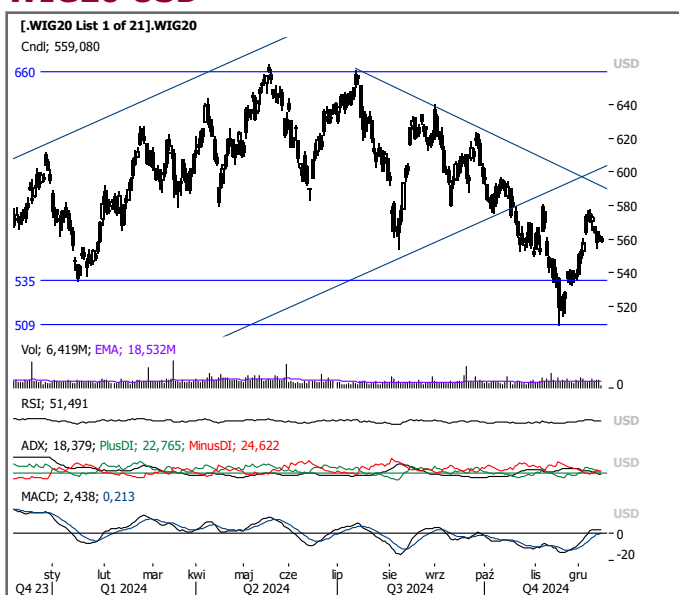 [.WIG20 List 1 of 21].WIG20
Cndl; 559,080
USD
660
640
620
600
580
560
540
535
520
509
Vol; 6,419M; EMA; 18,532M
0
RSI; 51,491
USD
ADX; 18,379; PlusDI; 22,765; MinusDI; 24,622
USD
MACD; 2,438; 0,213
USD
0
-20
sty lut mar kwi maj cze lip sie wrz paź lis gru
Q4 23 Q1 2024 Q2 2024 Q3 2024 Q4 2024